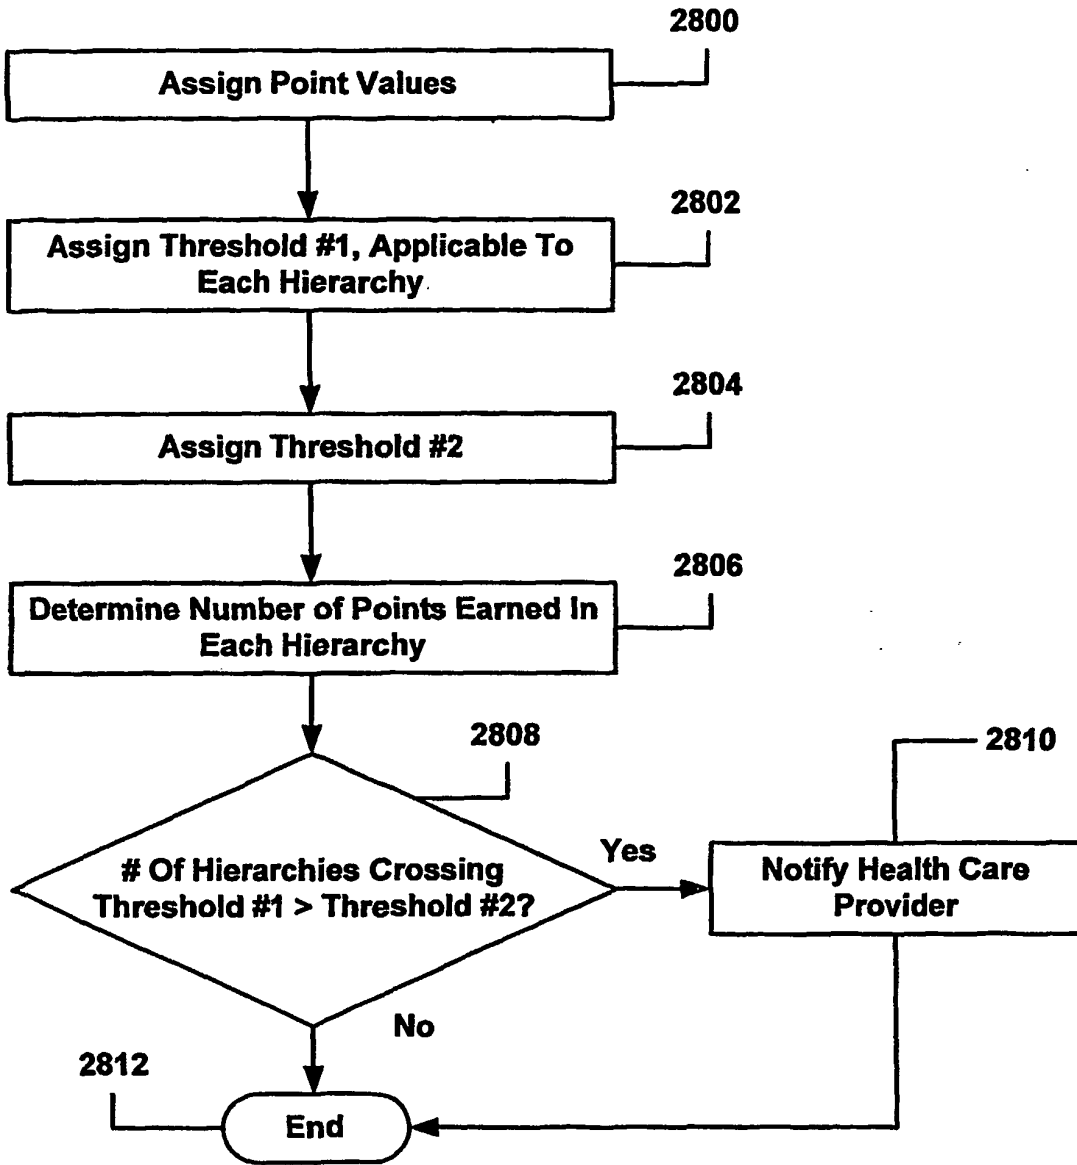 2800
Assign Point Values
2802
Assign Threshold #1, Applicable To
Each Hierarchy
2804
Assign Threshold #2
2806
Determine Number of Points Earned In
Each Hierarchy
2808
2810
# Of Hierarchies Crossing
Threshold #1 > Threshold #2?
Yes
Notify Health Care
Provider
No
2812
End